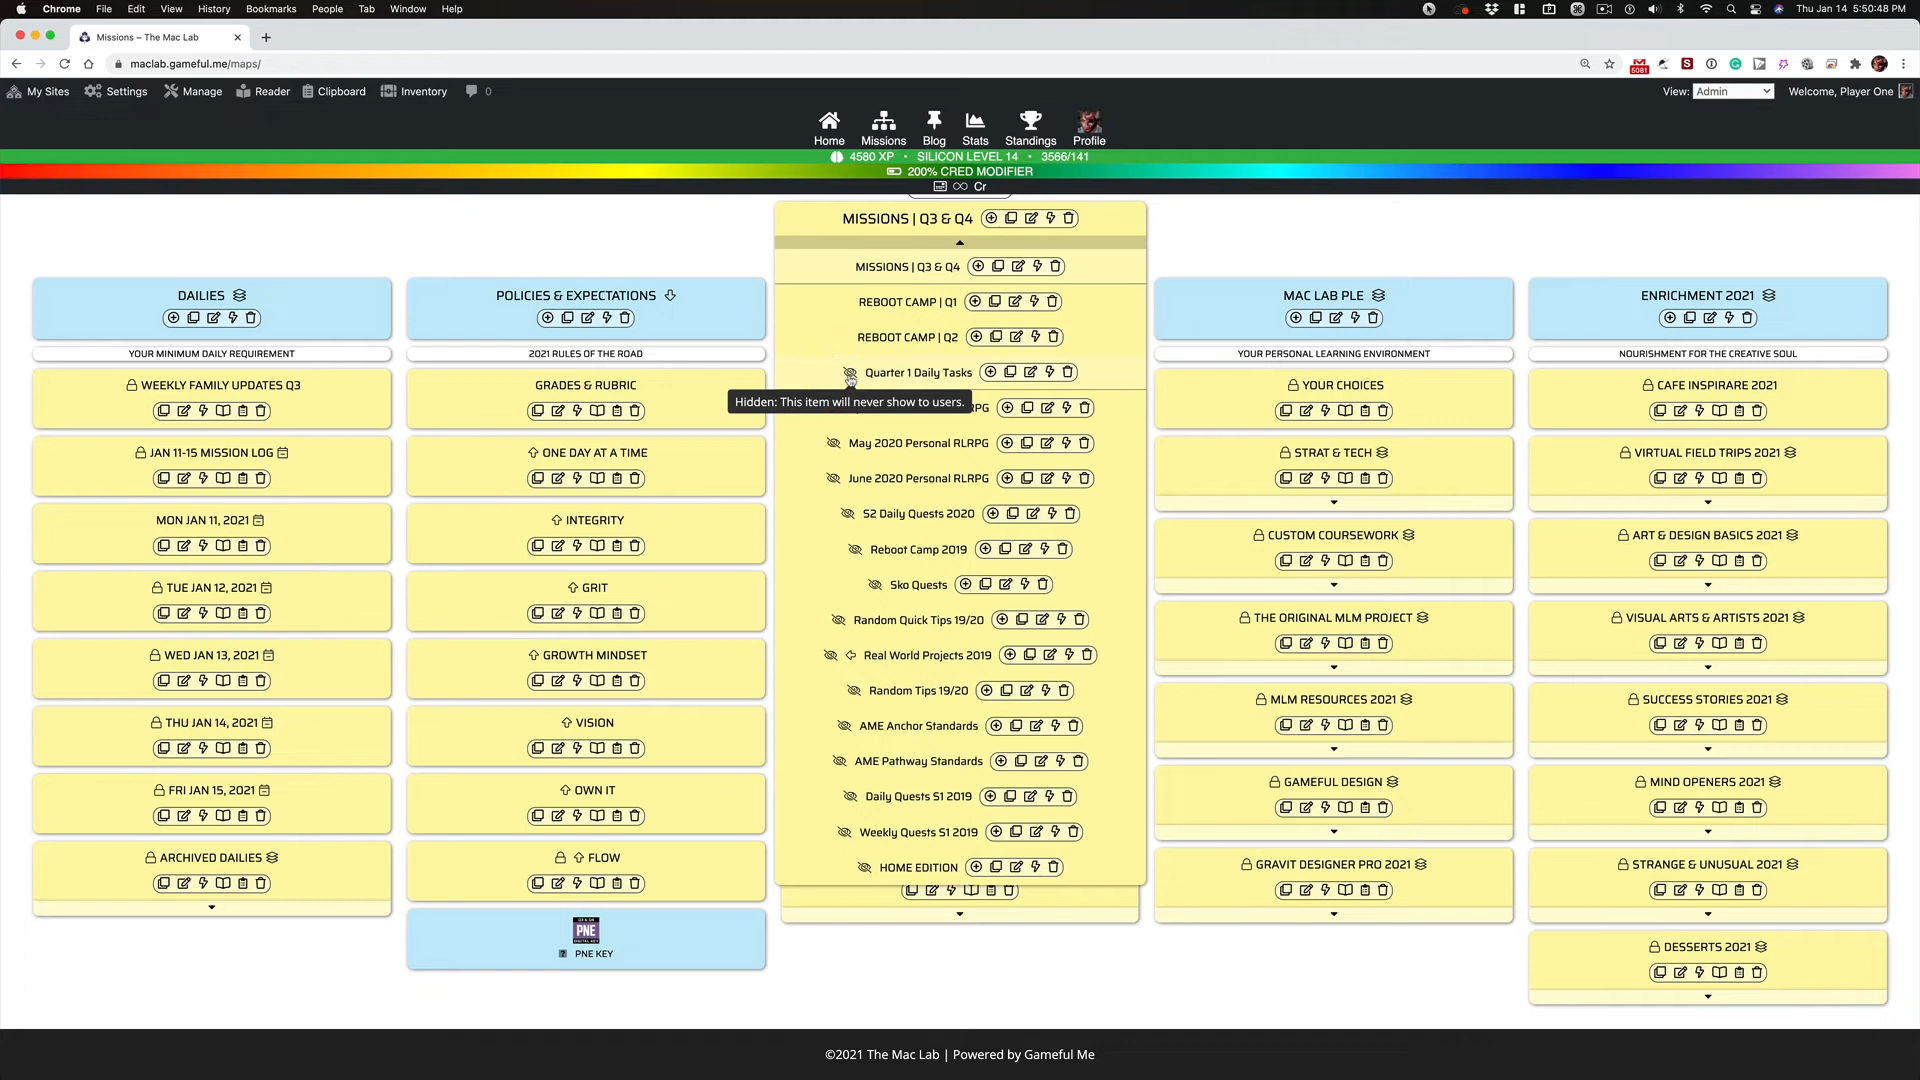 Chrome File Edit View History Bookmarks People Tab Window Help Thu Jan 14 5:50:48 PM
Missions – The Mac Lab
maclab.gameful.me/maps/
5081
My Sites Settings Manage Reader Clipboard Inventory 0 View: Admin Welcome, Player One
Home Missions Blog Stats Standings Profile
4580 XP • SILICON LEVEL 14 • 3566/141
200% CRED MODIFIER
Cr
MISSIONS | Q3 & Q4
MISSIONS | Q3 & Q4
REBOOT CAMP | Q1
REBOOT CAMP | Q2
Quarter 1 Daily Tasks
Hidden: This item will never show to users.
RPG
May 2020 Personal RLRPG
June 2020 Personal RLRPG
S2 Daily Quests 2020
Reboot Camp 2019
Sko Quests
Random Quick Tips 19/20
Real World Projects 2019
Random Tips 19/20
AME Anchor Standards
AME Pathway Standards
Daily Quests S1 2019
Weekly Quests S1 2019
HOME EDITION
DAILIES
YOUR MINIMUM DAILY REQUIREMENT
WEEKLY FAMILY UPDATES Q3
JAN 11-15 MISSION LOG
MON JAN 11, 2021
TUE JAN 12, 2021
WED JAN 13, 2021
THU JAN 14, 2021
FRI JAN 15, 2021
ARCHIVED DAILIES
POLICIES & EXPECTATIONS
2021 RULES OF THE ROAD
GRADES & RUBRIC
ONE DAY AT A TIME
INTEGRITY
GRIT
GROWTH MINDSET
VISION
OWN IT
FLOW
Q3 & Q4
PNE
DIGITAL KEY
PNE KEY
MAC LAB PLE
YOUR PERSONAL LEARNING ENVIRONMENT
YOUR CHOICES
STRAT & TECH
CUSTOM COURSEWORK
THE ORIGINAL MLM PROJECT
MLM RESOURCES 2021
GAMEFUL DESIGN
GRAVIT DESIGNER PRO 2021
ENRICHMENT 2021
NOURISHMENT FOR THE CREATIVE SOUL
CAFE INSPIRARE 2021
VIRTUAL FIELD TRIPS 2021
ART & DESIGN BASICS 2021
VISUAL ARTS & ARTISTS 2021
SUCCESS STORIES 2021
MIND OPENERS 2021
STRANGE & UNUSUAL 2021
DESSERTS 2021
©2021 The Mac Lab | Powered by Gameful Me